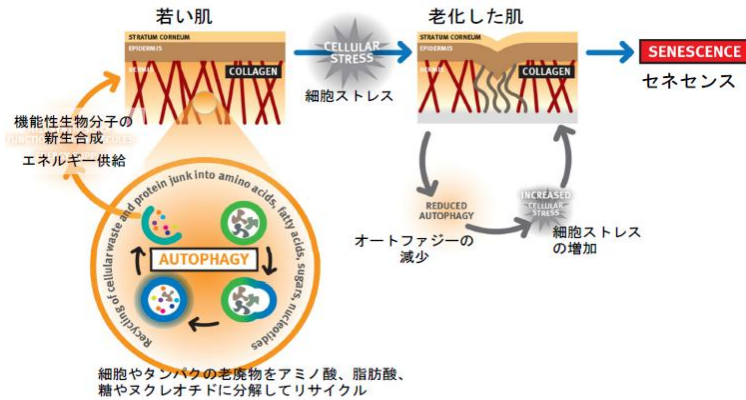 若い肌
STRATUM CORNEUM
EPIDERMIS
DERMIS
COLLAGEN
CELLULAR
STRESS
細胞ストレス
老化した肌
STRATUM CORNEUM
EPIDERMIS
DERMIS
COLLAGEN
SENESCENCE
セネセンス
機能性生物分子の
新生合成
エネルギー供給
REDUCED
AUTOPHAGY
オートファジーの
減少
INCREASED
CELLULAR
STRESS
細胞ストレス
の増加
Recycling of cellular waste and protein junk into amino acids, fatty acids, sugars, nucleotides
AUTOPHAGY
細胞やタンパクの老廃物をアミノ酸、脂肪酸、
糖やヌクレオチドに分解してリサイクル